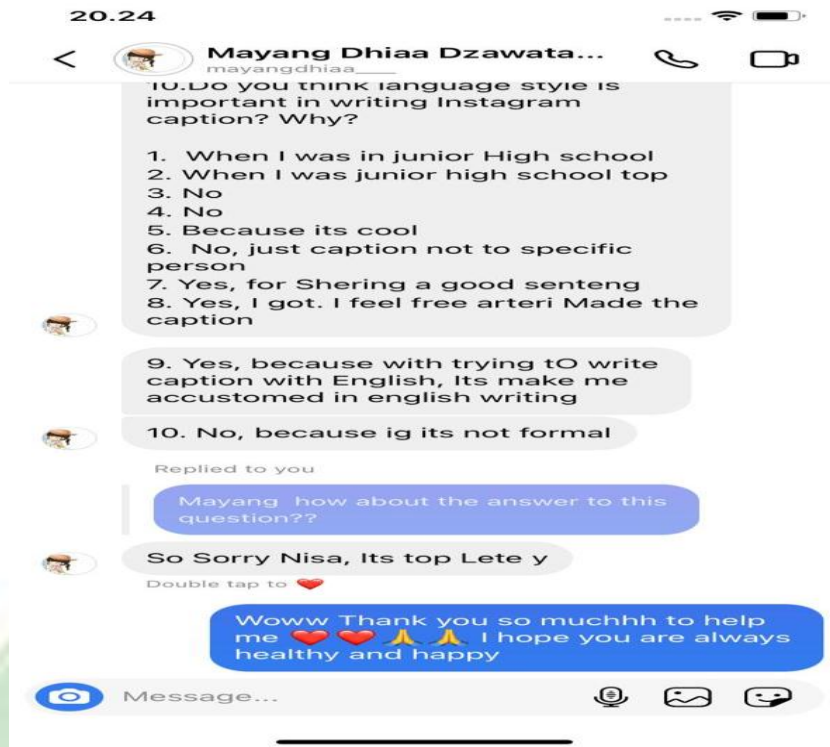 20.24
Mayang Dhiaa Dzawata...
mayangdhiaa____
10.Do you think language style is
important in writing Instagram
caption? Why?
1. When I was in junior High school
2. When I was junior high school top
3. No
4. No
5. Because its cool
6. No, just caption not to specific
person
7. Yes, for Shering a good senteng
8. Yes, I got. I feel free arteri Made the
caption
9. Yes, because with trying tO write
caption with English, Its make me
accustomed in english writing
10. No, because ig its not formal
Replied to you
Mayang how about the answer to this
question??
So Sorry Nisa, Its top Lete y
Double tap to ❤️
Woww Thank you so muchhh to help
me ❤️ ❤️ 🙏 🙏 I hope you are always
healthy and happy
Message...